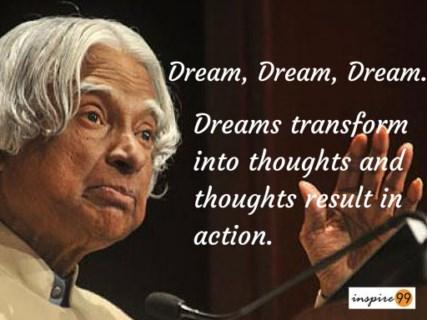 Dream, Dream, Dream.
Dreams transform
into thoughts and
thoughts result in
action.
inspire99